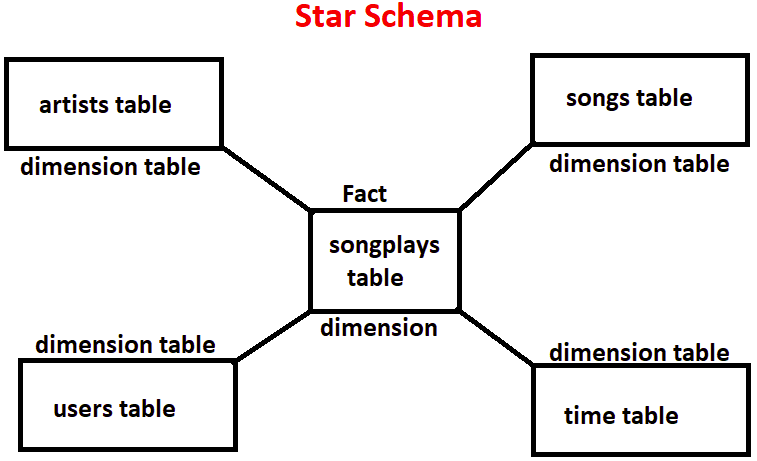 Star Schema
artists table
dimension table
songs table
dimension table
Fact
songplays
table
dimension
dimension table
users table
dimension table
time table